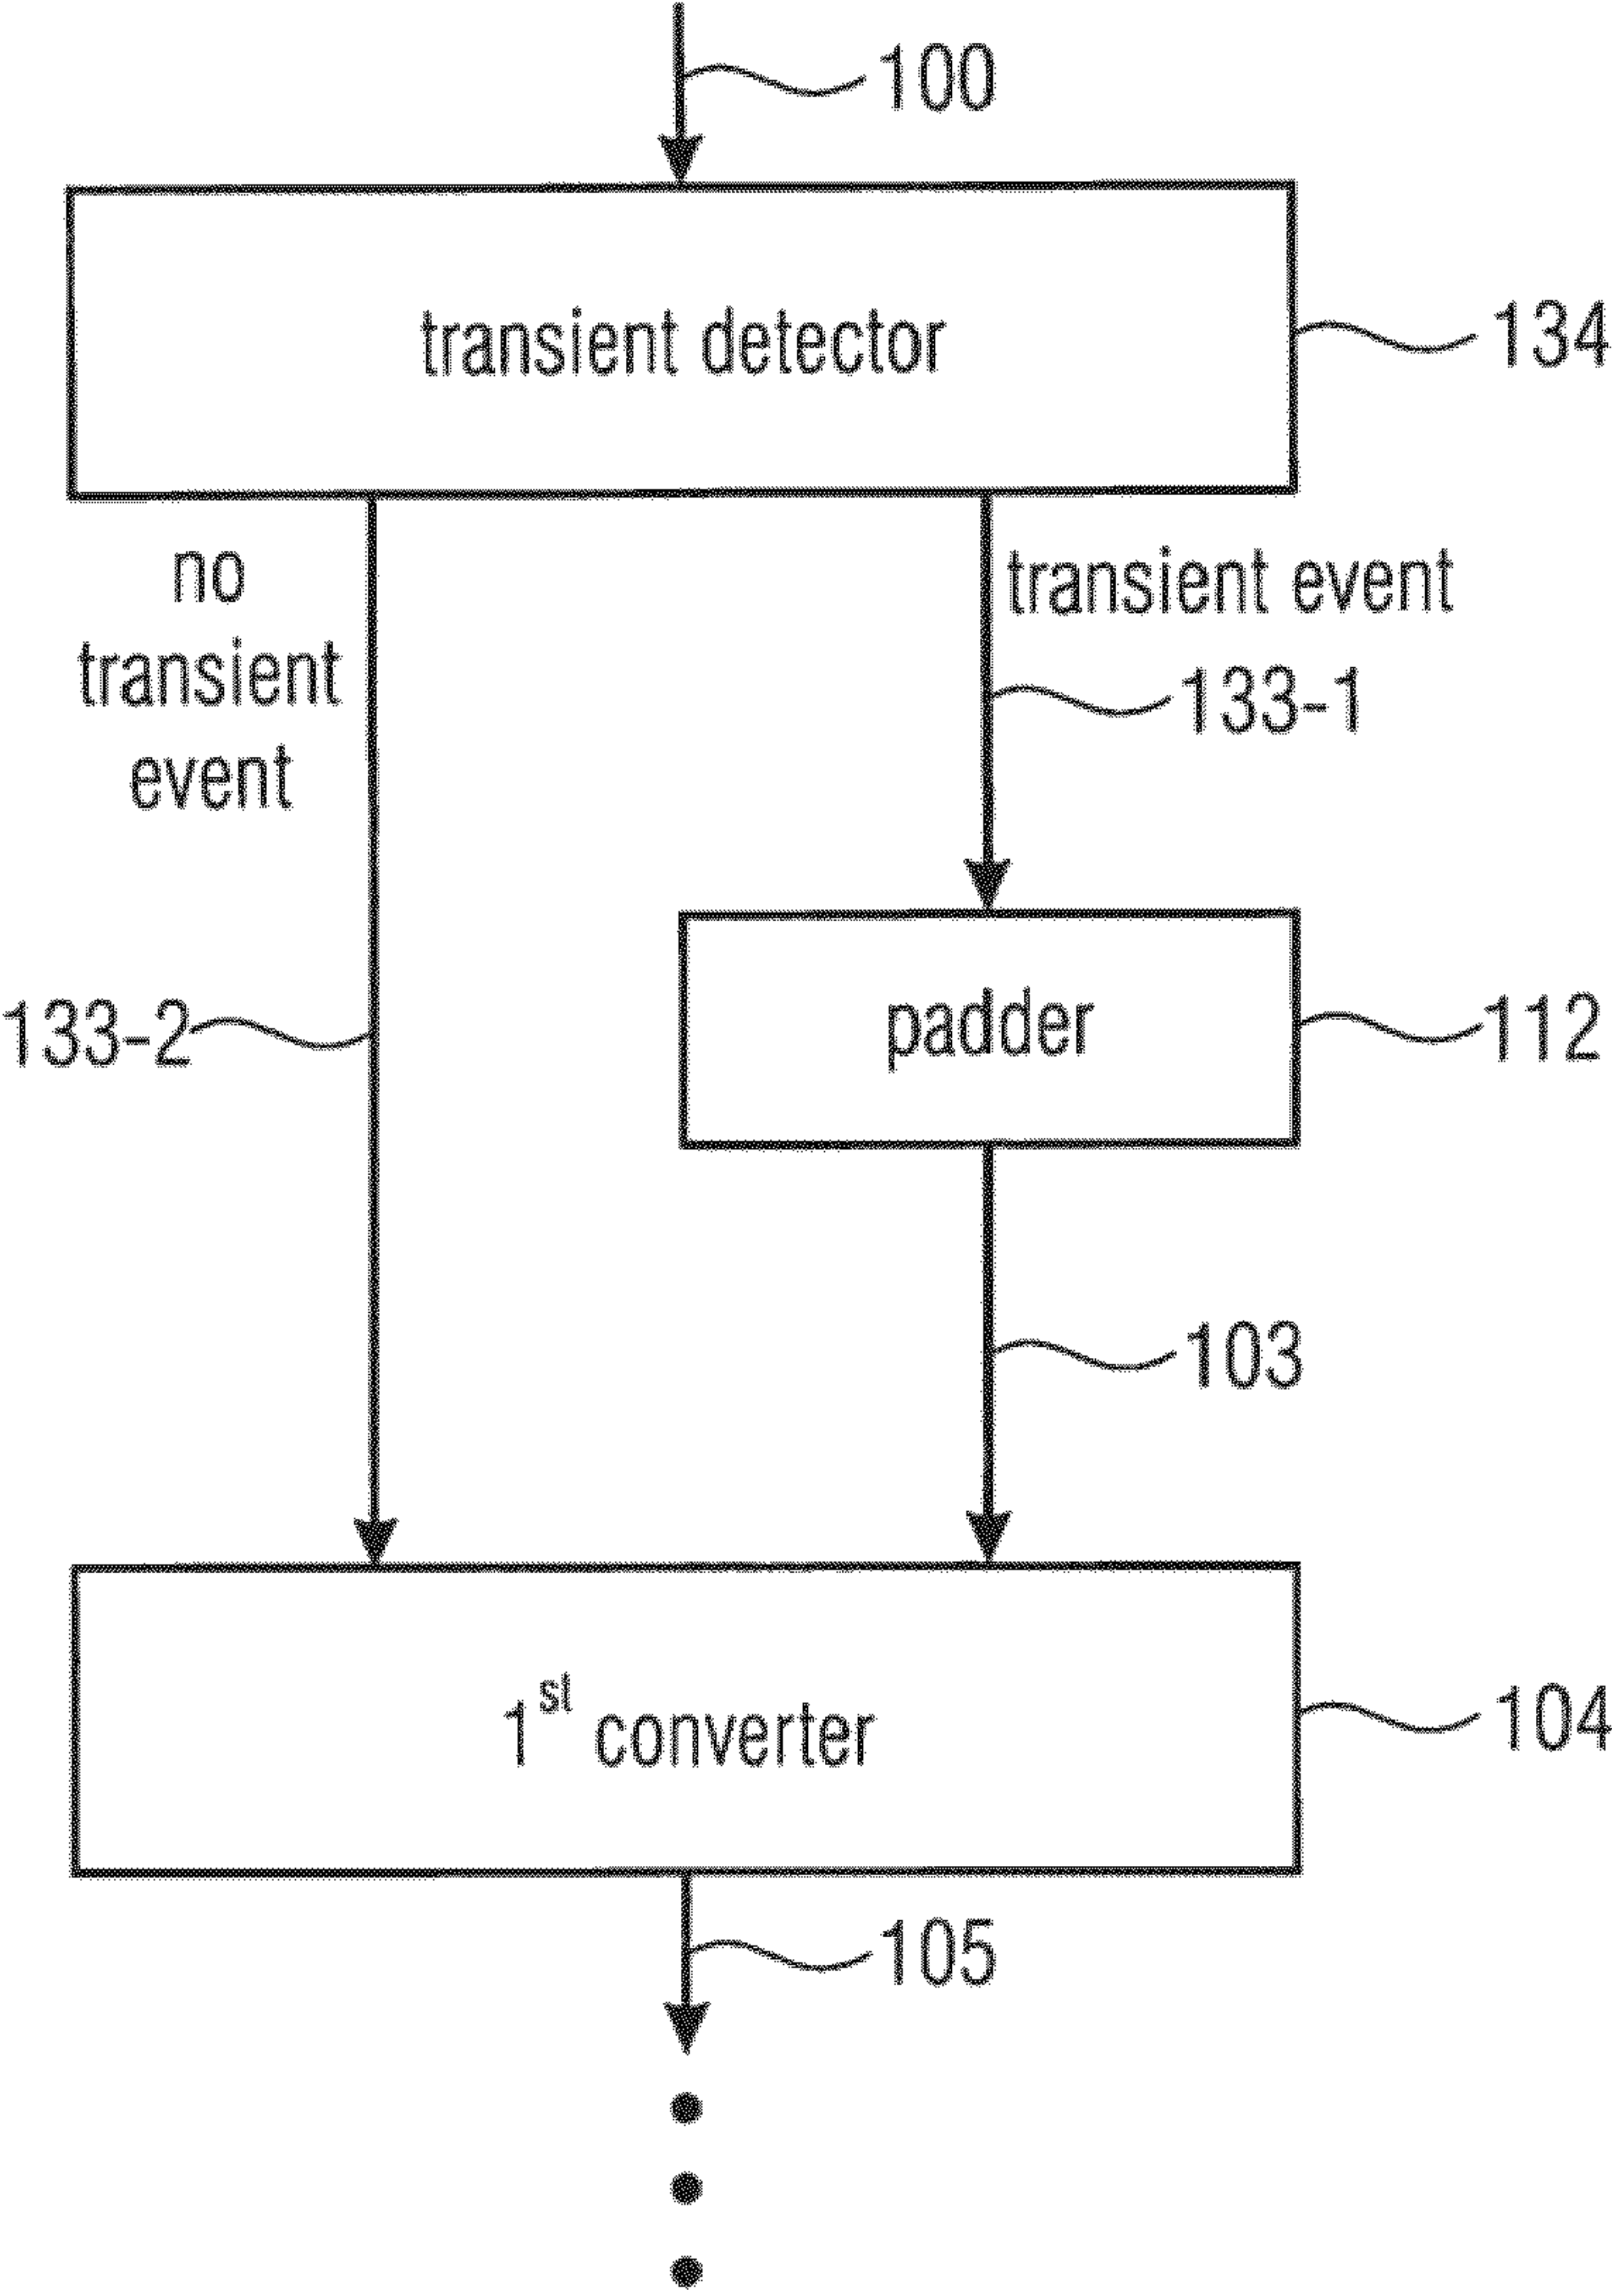 100
transient detector
134
no
transient
event
transient event
133-1
133-2
padder
112
103
1st converter
104
105